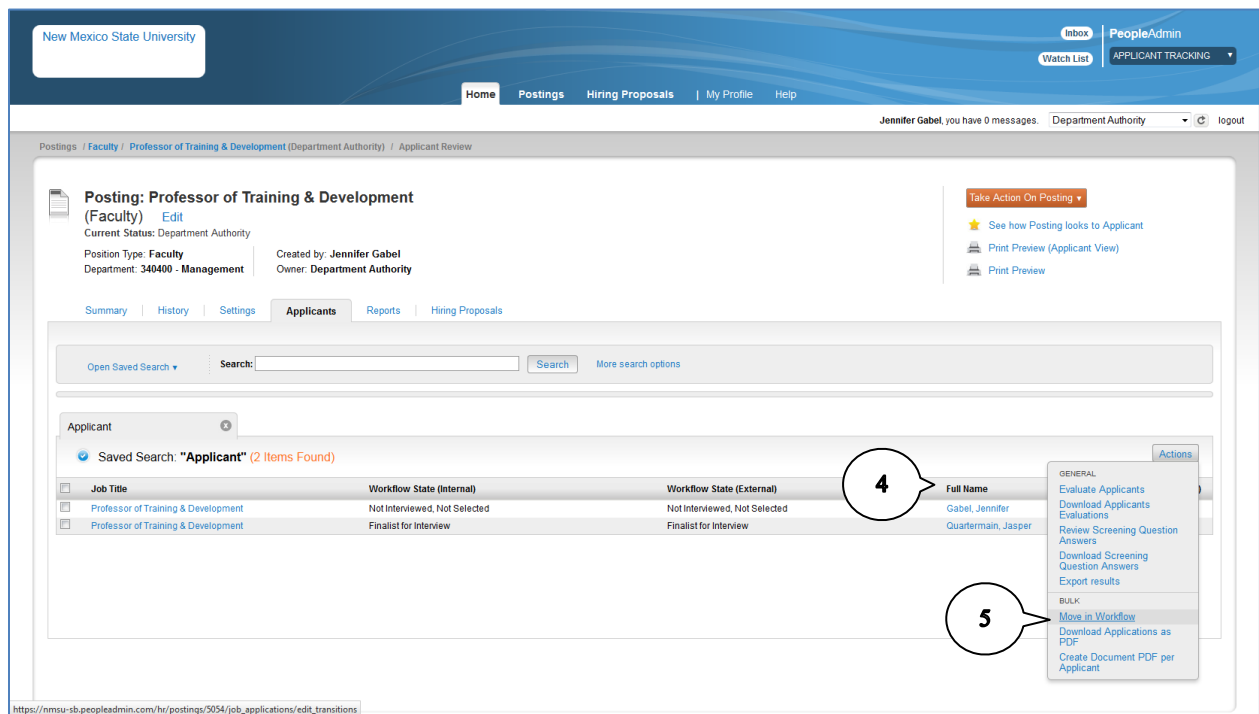 New Mexico State University
Inbox
PeopleAdmin
Watch List
APPLICANT TRACKING
Home Postings Hiring Proposals | My Profile Help
Jennifer Gabel, you have 0 messages. Department Authority logout
Postings / Faculty / Professor of Training & Development (Department Authority) / Applicant Review
Posting: Professor of Training & Development
(Faculty) Edit
Current Status: Department Authority
Position Type: Faculty
Department: 340400 - Management
Created by: Jennifer Gabel
Owner: Department Authority
Take Action On Posting
See how Posting looks to Applicant
Print Preview (Applicant View)
Print Preview
Summary History Settings Applicants Reports Hiring Proposals
Open Saved Search
Search:
Search
More search options
Applicant
Saved Search: "Applicant" (2 Items Found)
Actions
Job Title Workflow State (Internal) Workflow State (External) Full Name )
Professor of Training & Development Not Interviewed, Not Selected Not Interviewed, Not Selected Gabel, Jennifer
Professor of Training & Development Finalist for Interview Finalist for Interview Quartermain, Jasper
4
GENERAL
Evaluate Applicants
Download Applicants
Evaluations
Review Screening Question
Answers
Download Screening
Question Answers
Export results
BULK
5
Move in Workflow
Download Applications as
PDF
Create Document PDF per
Applicant
https://nmsu-sb.peopleadmin.com/hr/postings/5054/job_applications/edit_transitions